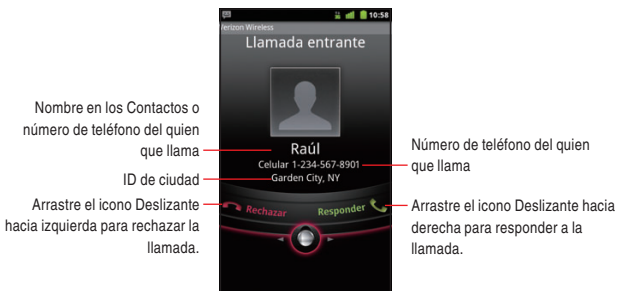 10:58
Verizon Wireless
Llamada entrante
Nombre en los Contactos o
número de teléfono del quien
que llama
Raúl
Celular 1-234-567-8901
Número de teléfono del quien
que llama
ID de ciudad
Garden City, NY
Arrastre el icono Deslizante
hacia izquierda para rechazar la
llamada.
Rechazar
Responder
Arrastre el icono Deslizante hacia
derecha para responder a la
llamada.